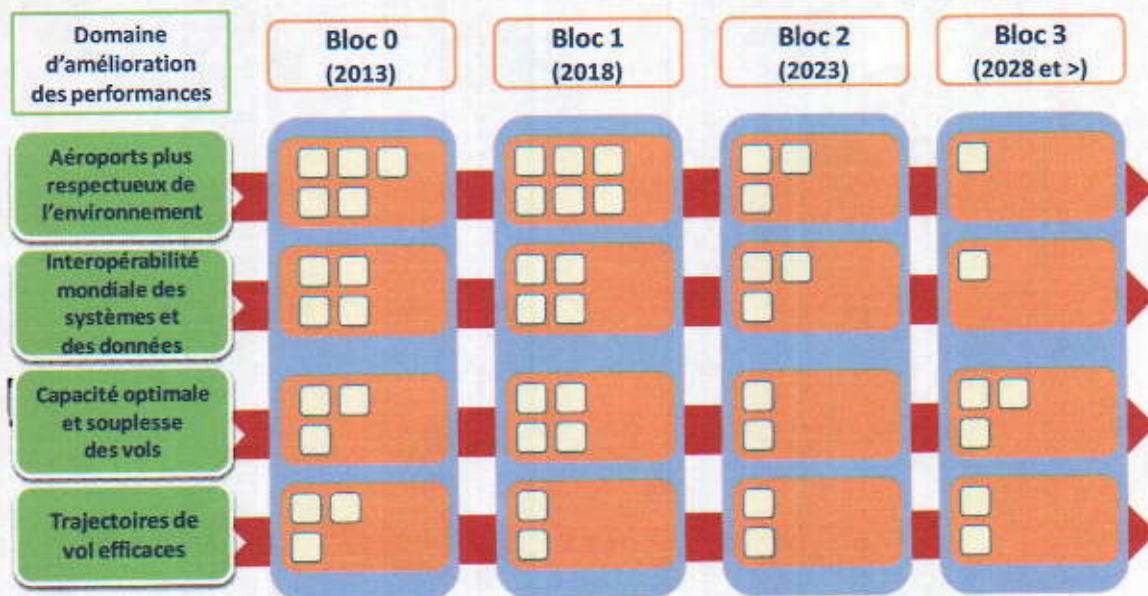 Domaine
d'amélioration
des performances
Bloc 0
(2013)
Bloc 1
(2018)
Bloc 2
(2023)
Bloc 3
(2028 et >)
Aéroports plus
respectueux de
l'environnement
Interopérabilité
mondiale des
systèmes et
des données
Capacité optimale
et souplesse
des vols
Trajectoires de
vol efficaces